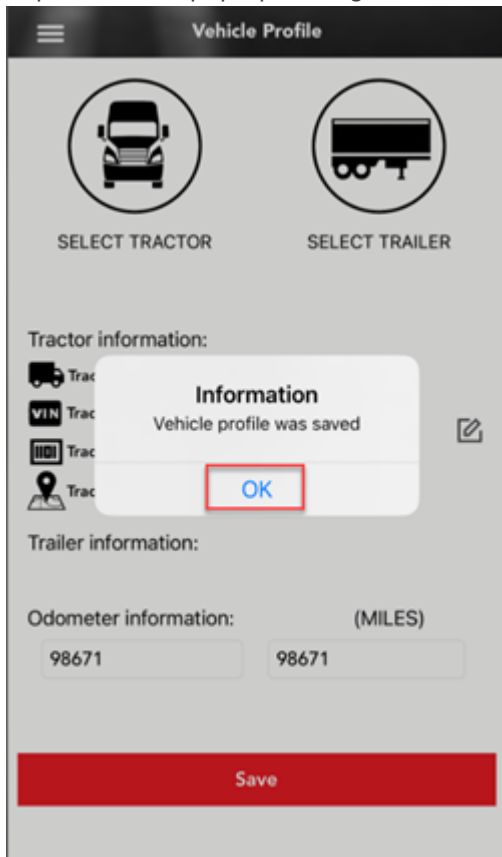 Vehicle Profile
SELECT TRACTOR SELECT TRAILER
Tractor information:
Trac
Information
VIN Trac
Vehicle profile was saved
Trac
Trac
OK
Trailer information:
Odometer information: (MILES)
98671 98671
Save